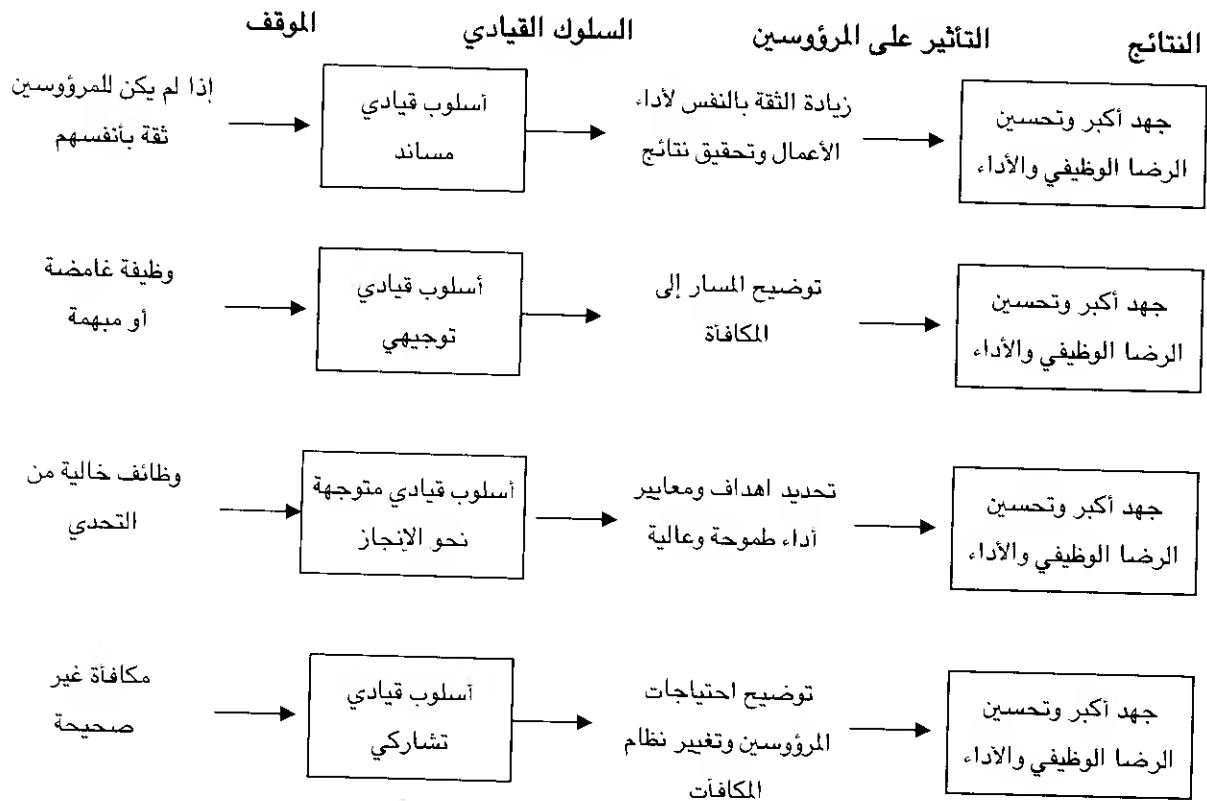 الموقف
السلوك القيادي
التأثير على المرؤوسين
النتائج
إذا لم يكن للمرؤوسين
ثقة بأنفسهم
أسلوب قيادي
مساند
زيادة الثقة بالنفس لأداء
الأعمال وتحقيق نتائج
جهد أكبر وتحسين
الرضا الوظيفي والأداء
وظيفة غامضة
أو مبهمة
أسلوب قيادي
توجيهي
توضيح المسار إلى
المكافأة
جهد أكبر وتحسين
الرضا الوظيفي والأداء
وظائف خالية من
التحدي
أسلوب قيادي متوجهة
نحو الإنجاز
تحديد اهداف ومعايير
أداء طموحة وعالية
جهد أكبر وتحسين
الرضا الوظيفي والأداء
مكافأة غير
صحيحة
أسلوب قيادي
تشاركي
توضيح احتياجات
المرؤوسين وتغيير نظام
المكافآت
جهد أكبر وتحسين
الرضا الوظيفي والأداء